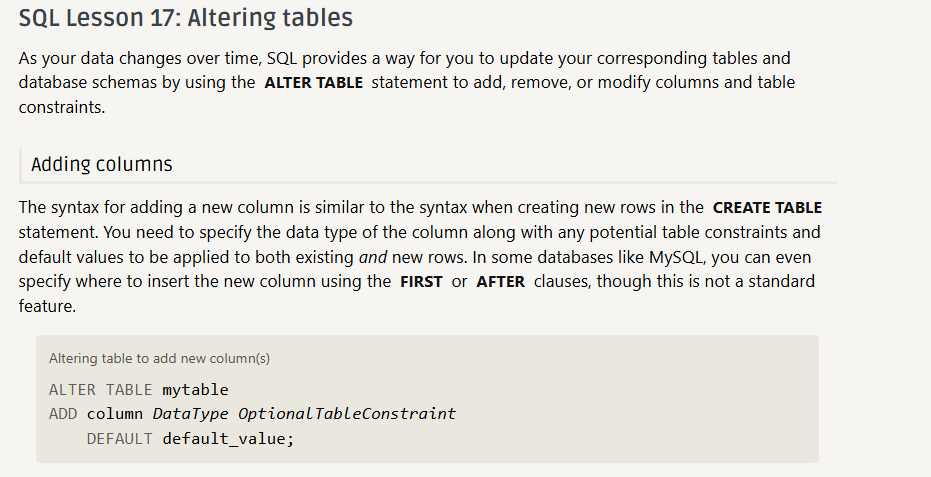 SQL Lesson 17: Altering tables
As your data changes over time, SQL provides a way for you to update your corresponding tables and
database schemas by using the ALTER TABLE statement to add, remove, or modify columns and table
constraints.
Adding columns
The syntax for adding a new column is similar to the syntax when creating new rows in the CREATE TABLE
statement. You need to specify the data type of the column along with any potential table constraints and
default values to be applied to both existing and new rows. In some databases like MySQL, you can even
specify where to insert the new column using the FIRST or AFTER clauses, though this is not a standard
feature.
Altering table to add new column(s)
ALTER TABLE mytable
ADD column DataType OptionalTableConstraint
    DEFAULT default_value;